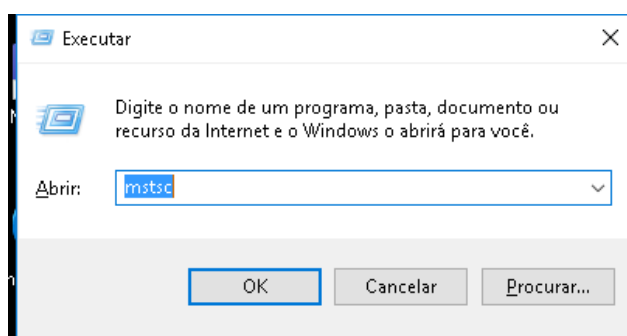 Executar
Digite o nome de um programa, pasta, documento ou
recurso da Internet e o Windows o abrirá para você.
Abrir: mstsc
OK Cancelar Procurar...